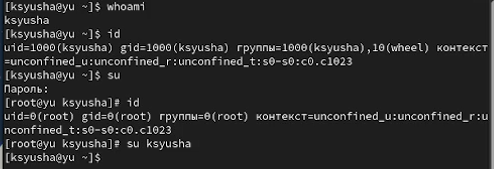 [ksyusha@yu ~]$ whoami
ksyusha
[ksyusha@yu ~]$ id
uid=1000(ksyusha) gid=1000(ksyusha) группы=1000(ksyusha),10(wheel) контекст
=unconfined_u:unconfined_r:unconfined_t:s0-s0:c0.c1023
[ksyusha@yu ~]$ su
Пароль:
[root@yu ksyusha]# id
uid=0(root) gid=0(root) группы=0(root) контекст=unconfined_u:unconfined_r:u
nconfined_t:s0-s0:c0.c1023
[root@yu ksyusha]# su ksyusha
[ksyusha@yu ~]$